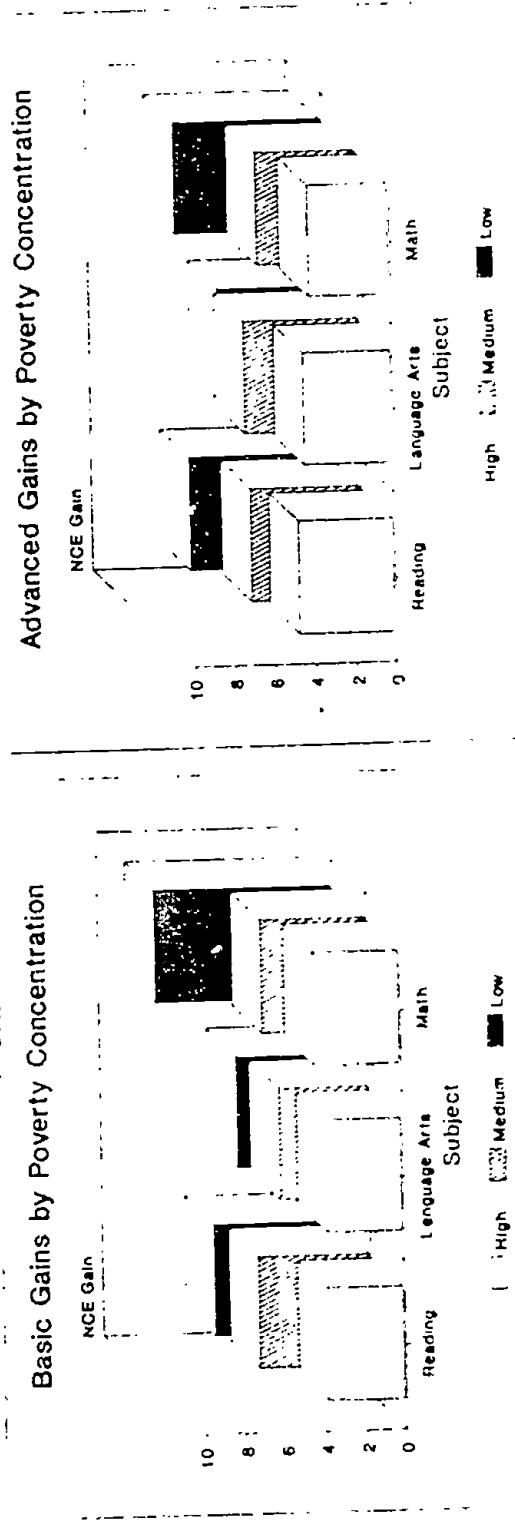 Basic Gains by Poverty Concentration
NCE Gain
10
8
6
4
2
0
Reading
Language Arts
Math
Subject
High
Medium
Low
Advanced Gains by Poverty Concentration
NCE Gain
10
8
6
4
2
0
Reading
Language Arts
Math
Subject
High
Medium
Low